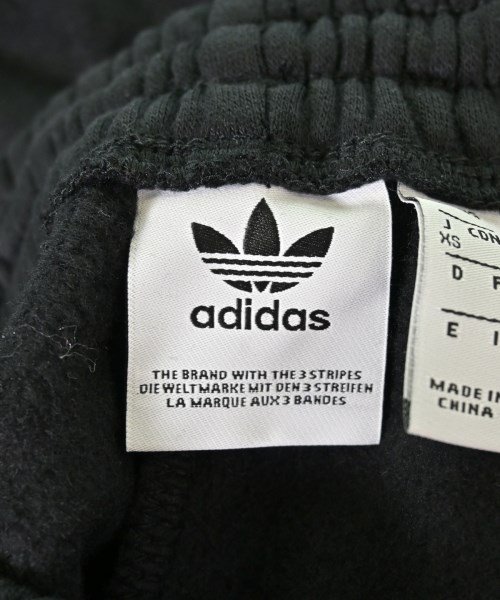 adidas
THE BRAND WITH THE 3 STRIPES
DIE WELTMARKE MIT DEN 3 STREIFEN
LA MARQUE AUX 3 BANDES
J
XS
CDN
D
E
MADE IN
CHINA